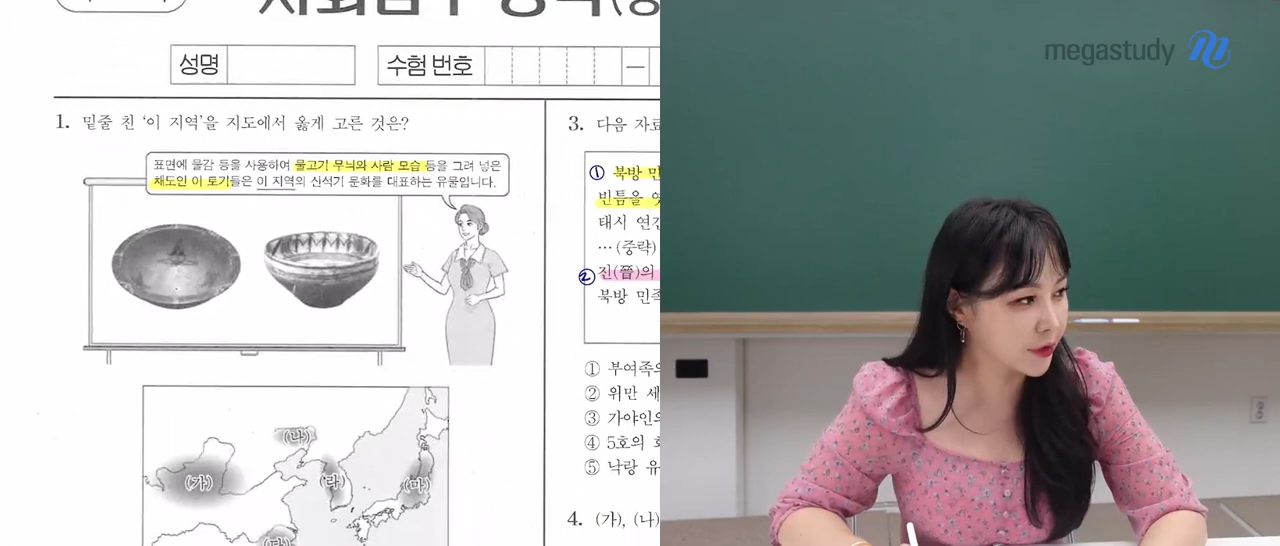 성명
수험 번호
1. 밑줄 친 '이 지역'을 지도에서 옳게 고른 것은?
표면에 물감 등을 사용하여 물고기 무늬와 사람 모습 등을 그려 넣은
채도인 이 토기들은 이 지역의 신석기 문화를 대표하는 유물입니다.
(나)
(가)
(라)
(마)
3. 다음 자료
① 북방 민
빈틈을 엿
태시 연간
…(중략)
② 진(晉)의
북방 민족
① 부여족의
② 위만 세
③ 가야인의
④ 5호의
⑤ 낙랑 유
4. (가), (나)
megastudy